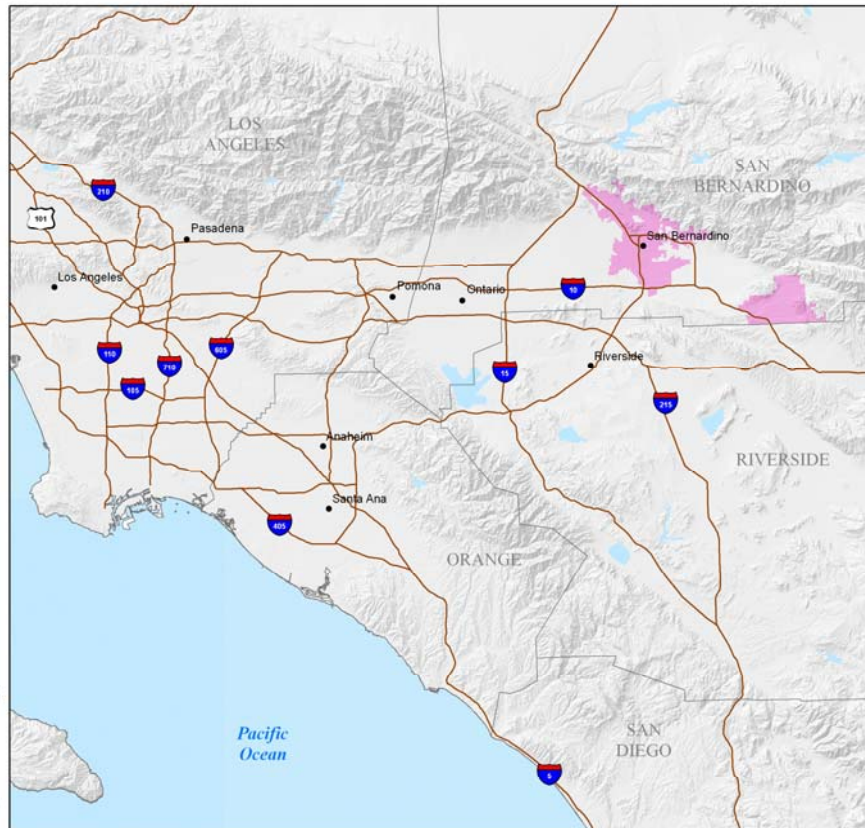 LOS
ANGELES
SAN
BERNARDINO
210
101
Pasadena
San Bernardino
Los Angeles
Pomona
Ontario
10
110
710
605
105
15
Riverside
215
Anaheim
RIVERSIDE
Santa Ana
405
ORANGE
Pacific
Ocean
SAN
DIEGO
5